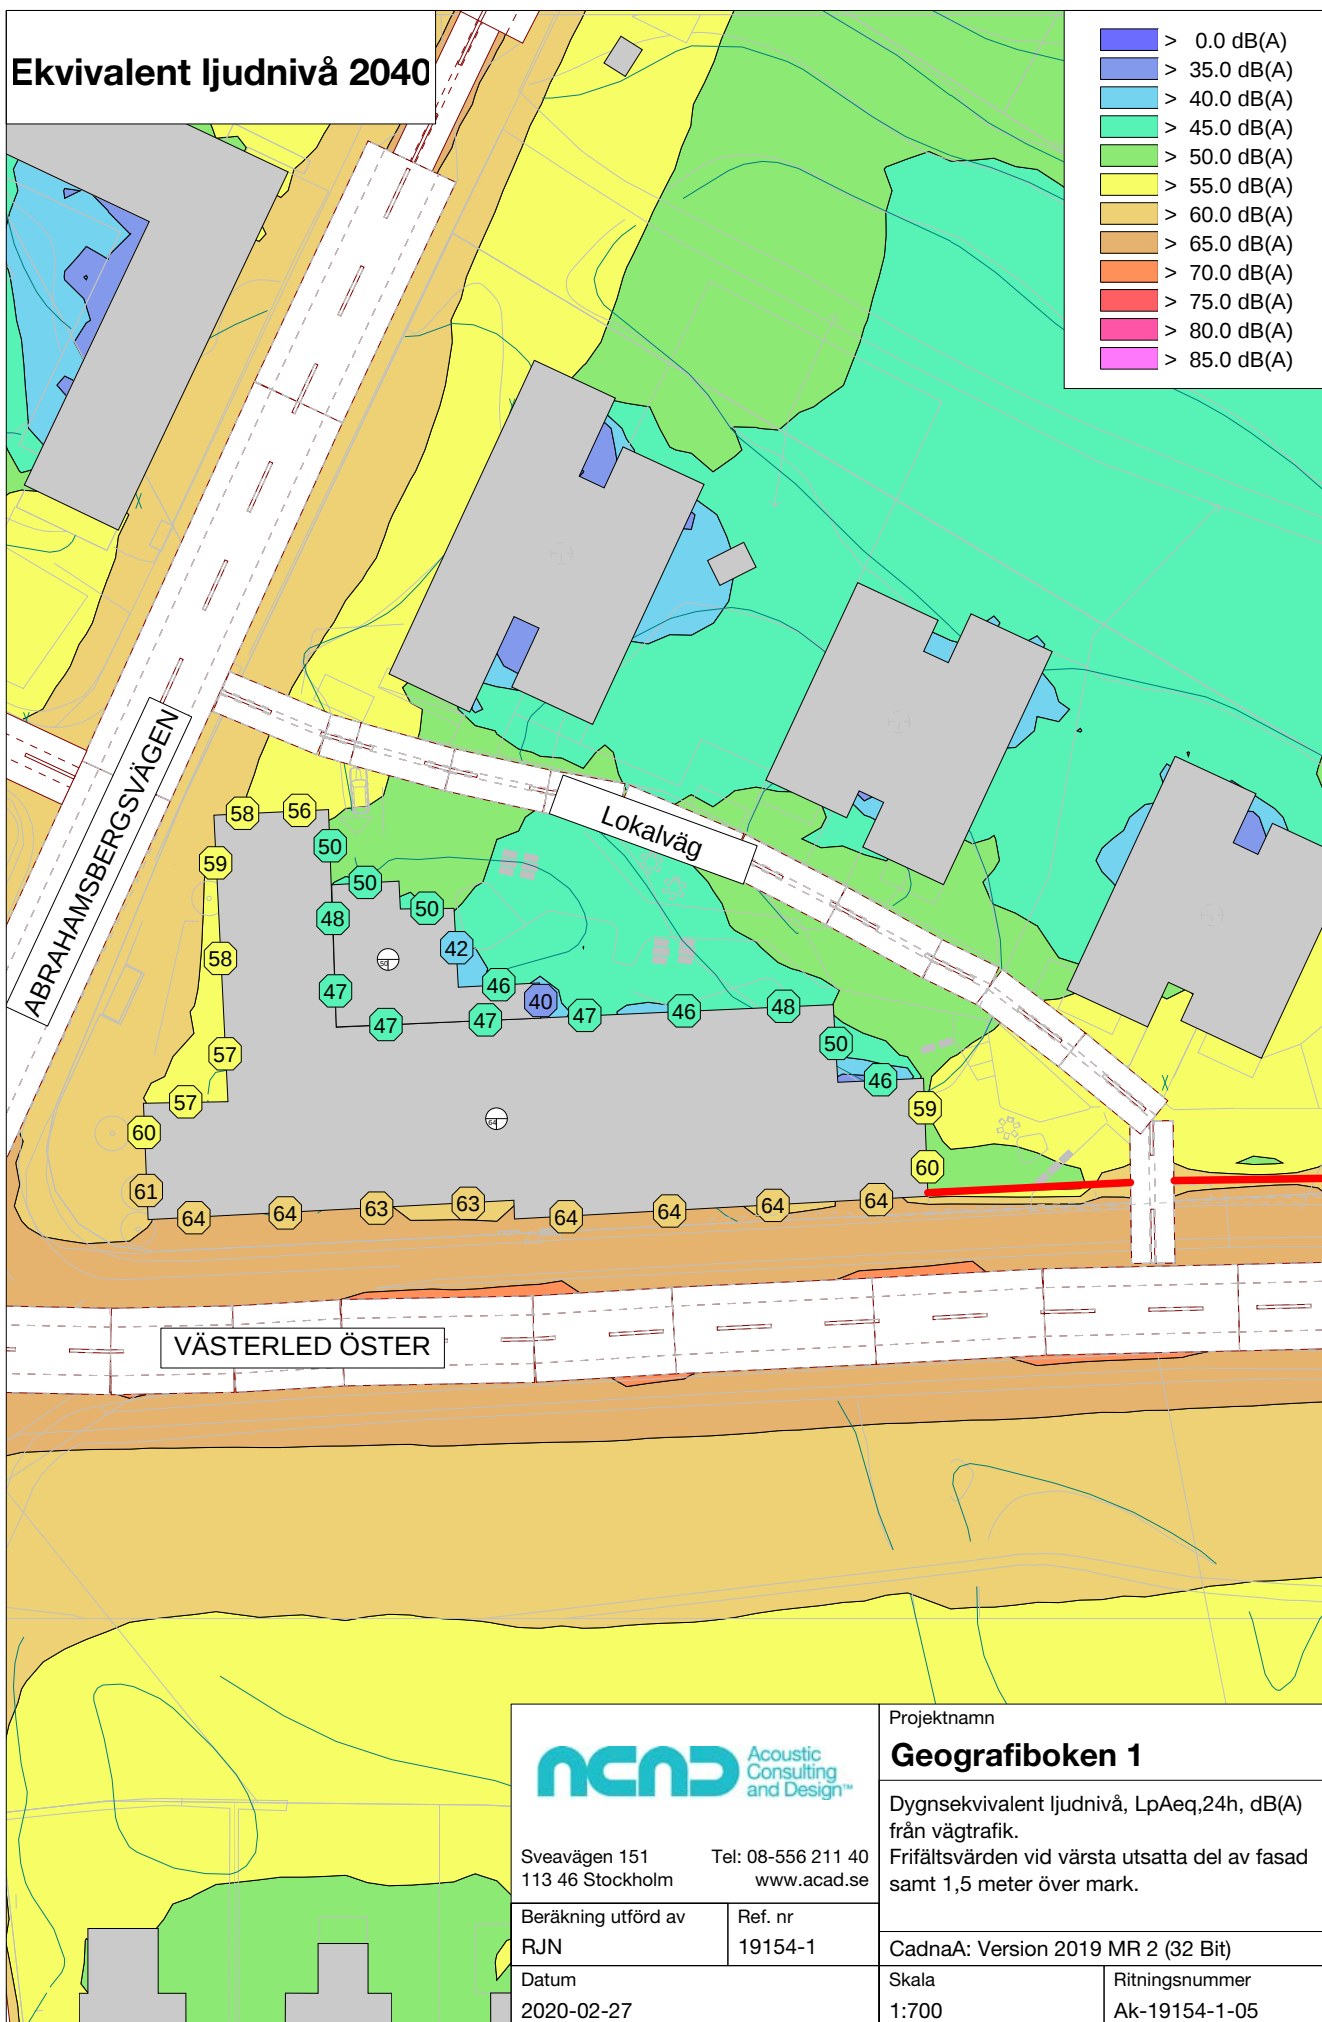 Ekvivalent ljudnivå 2040
> 0.0 dB(A)
> 35.0 dB(A)
> 40.0 dB(A)
> 45.0 dB(A)
> 50.0 dB(A)
> 55.0 dB(A)
> 60.0 dB(A)
> 65.0 dB(A)
> 70.0 dB(A)
> 75.0 dB(A)
> 80.0 dB(A)
> 85.0 dB(A)
ABRAHAMSBERGSVÄGEN
Lokalväg
58
56
50
59
50
50
48
42
58
50
46
47
40
47
47
47
46
48
50
57
46
57
59
60
64
60
61
64
64
63
63
64
64
64
64
VÄSTERLED ÖSTER
ACAD
Acoustic
Consulting
and Design™
Sveavägen 151
113 46 Stockholm
Tel: 08-556 211 40
www.acad.se
Beräkning utförd av
RJN
Ref. nr
19154-1
Datum
2020-02-27
Projektnamn
Geografiboken 1
Dygnsekvivalent ljudnivå, LpAeq,24h, dB(A)
från vägtrafik.
Frifältsvärden vid värsta utsatta del av fasad
samt 1,5 meter över mark.
CadnaA: Version 2019 MR 2 (32 Bit)
Skala
1:700
Ritningsnummer
Ak-19154-1-05